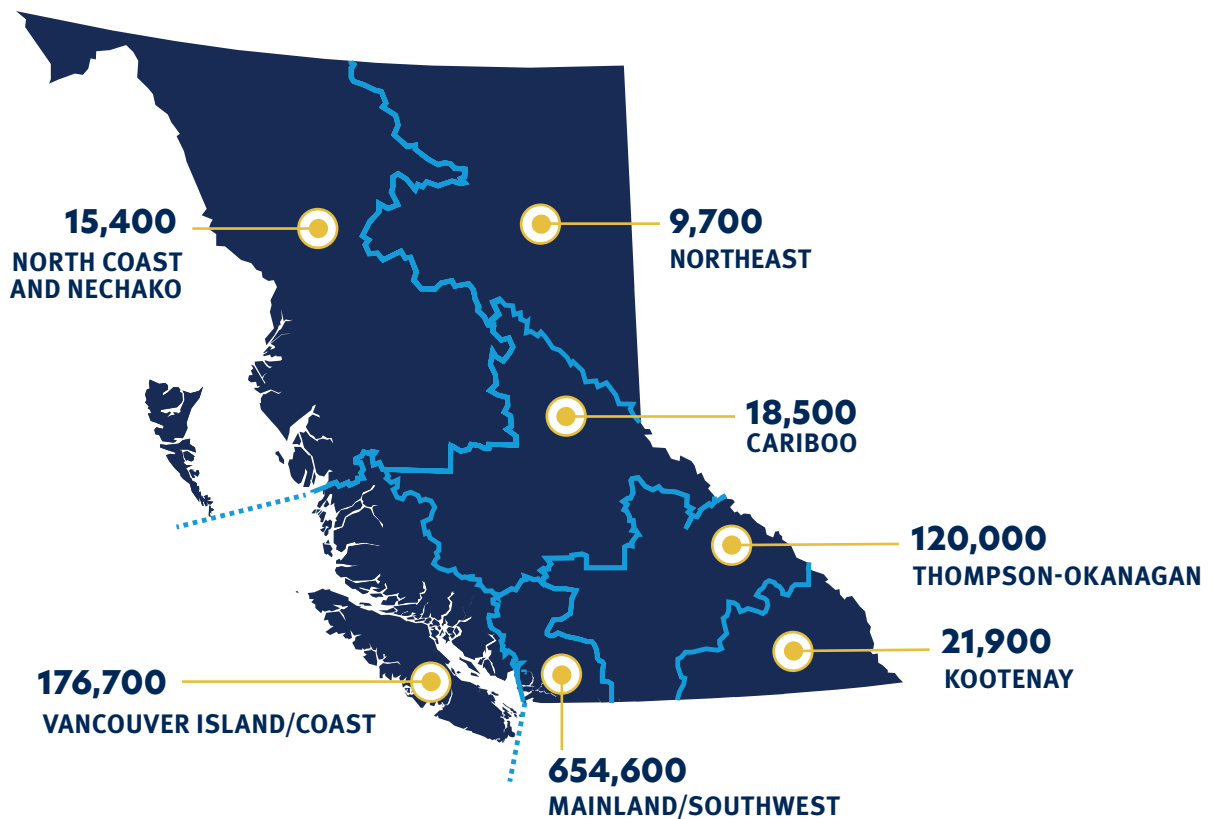 15,400
NORTH COAST
AND NECHAKO
9,700
NORTHEAST
18,500
CARIBOO
120,000
THOMPSON-OKANAGAN
21,900
KOOTENAY
176,700
VANCOUVER ISLAND/COAST
654,600
MAINLAND/SOUTHWEST